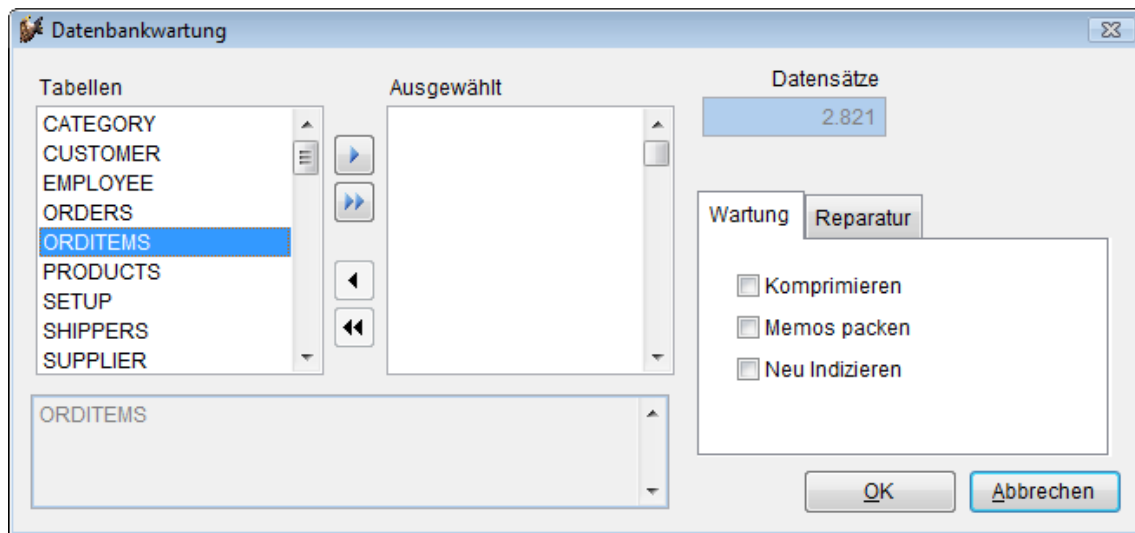 Datenbankwartung
Tabellen
CATEGORY
CUSTOMER
EMPLOYEE
ORDERS
ORDITEMS
PRODUCTS
SETUP
SHIPPERS
SUPPLIER
Ausgewählt
Datensätze
2.821
Wartung
Reparatur
Komprimieren
Memos packen
Neu Indizieren
ORDITEMS
OK
Abbrechen